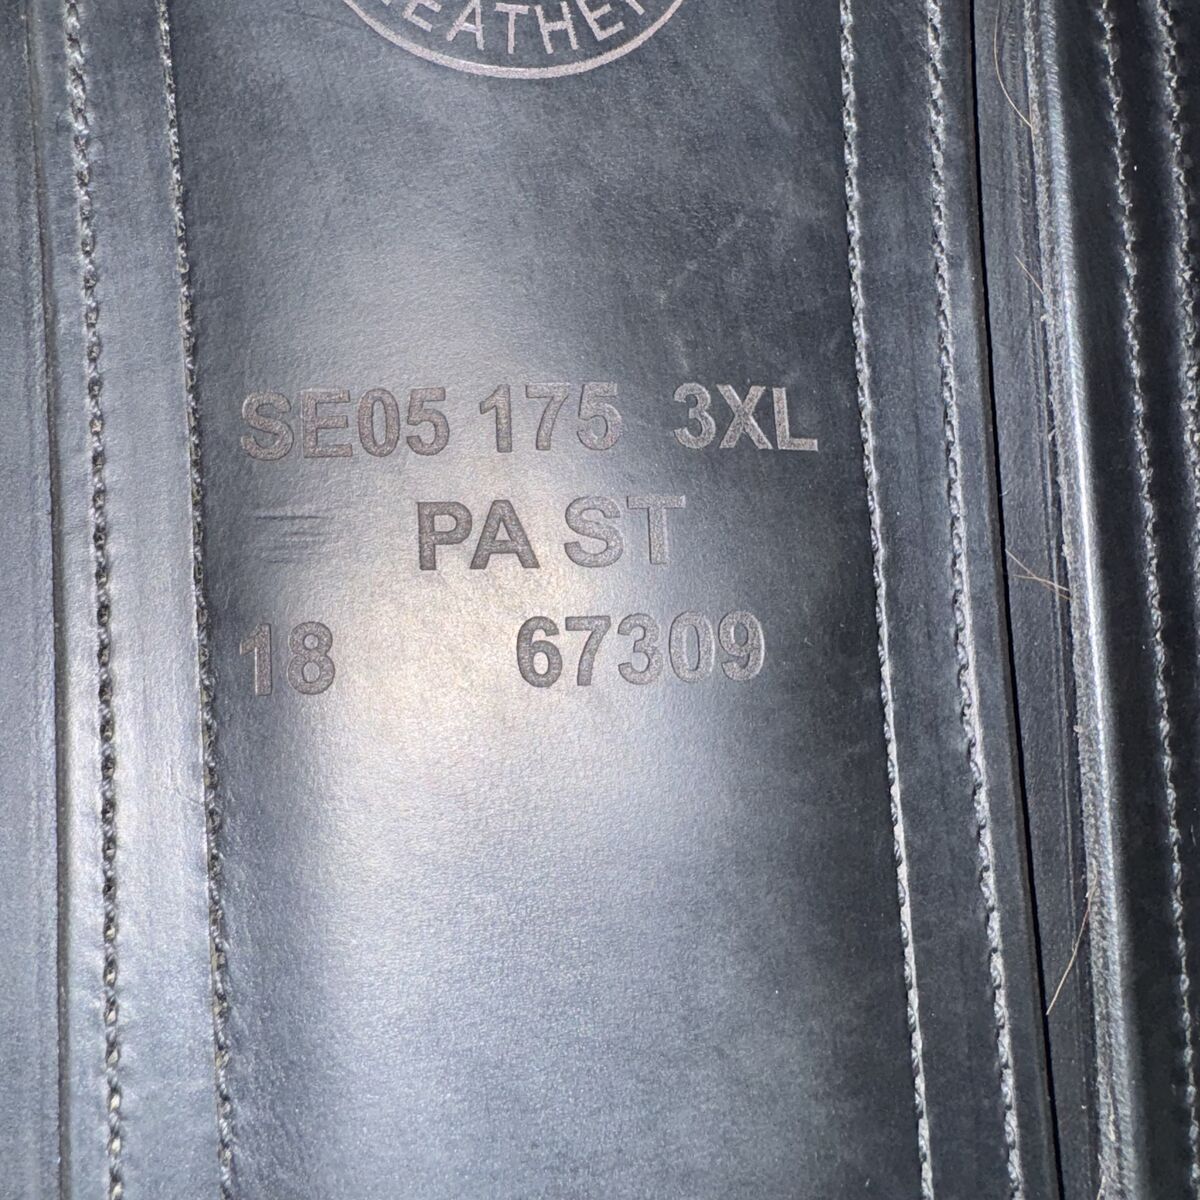 LEATHER
SE05 175 3XL
PA ST
18 67309